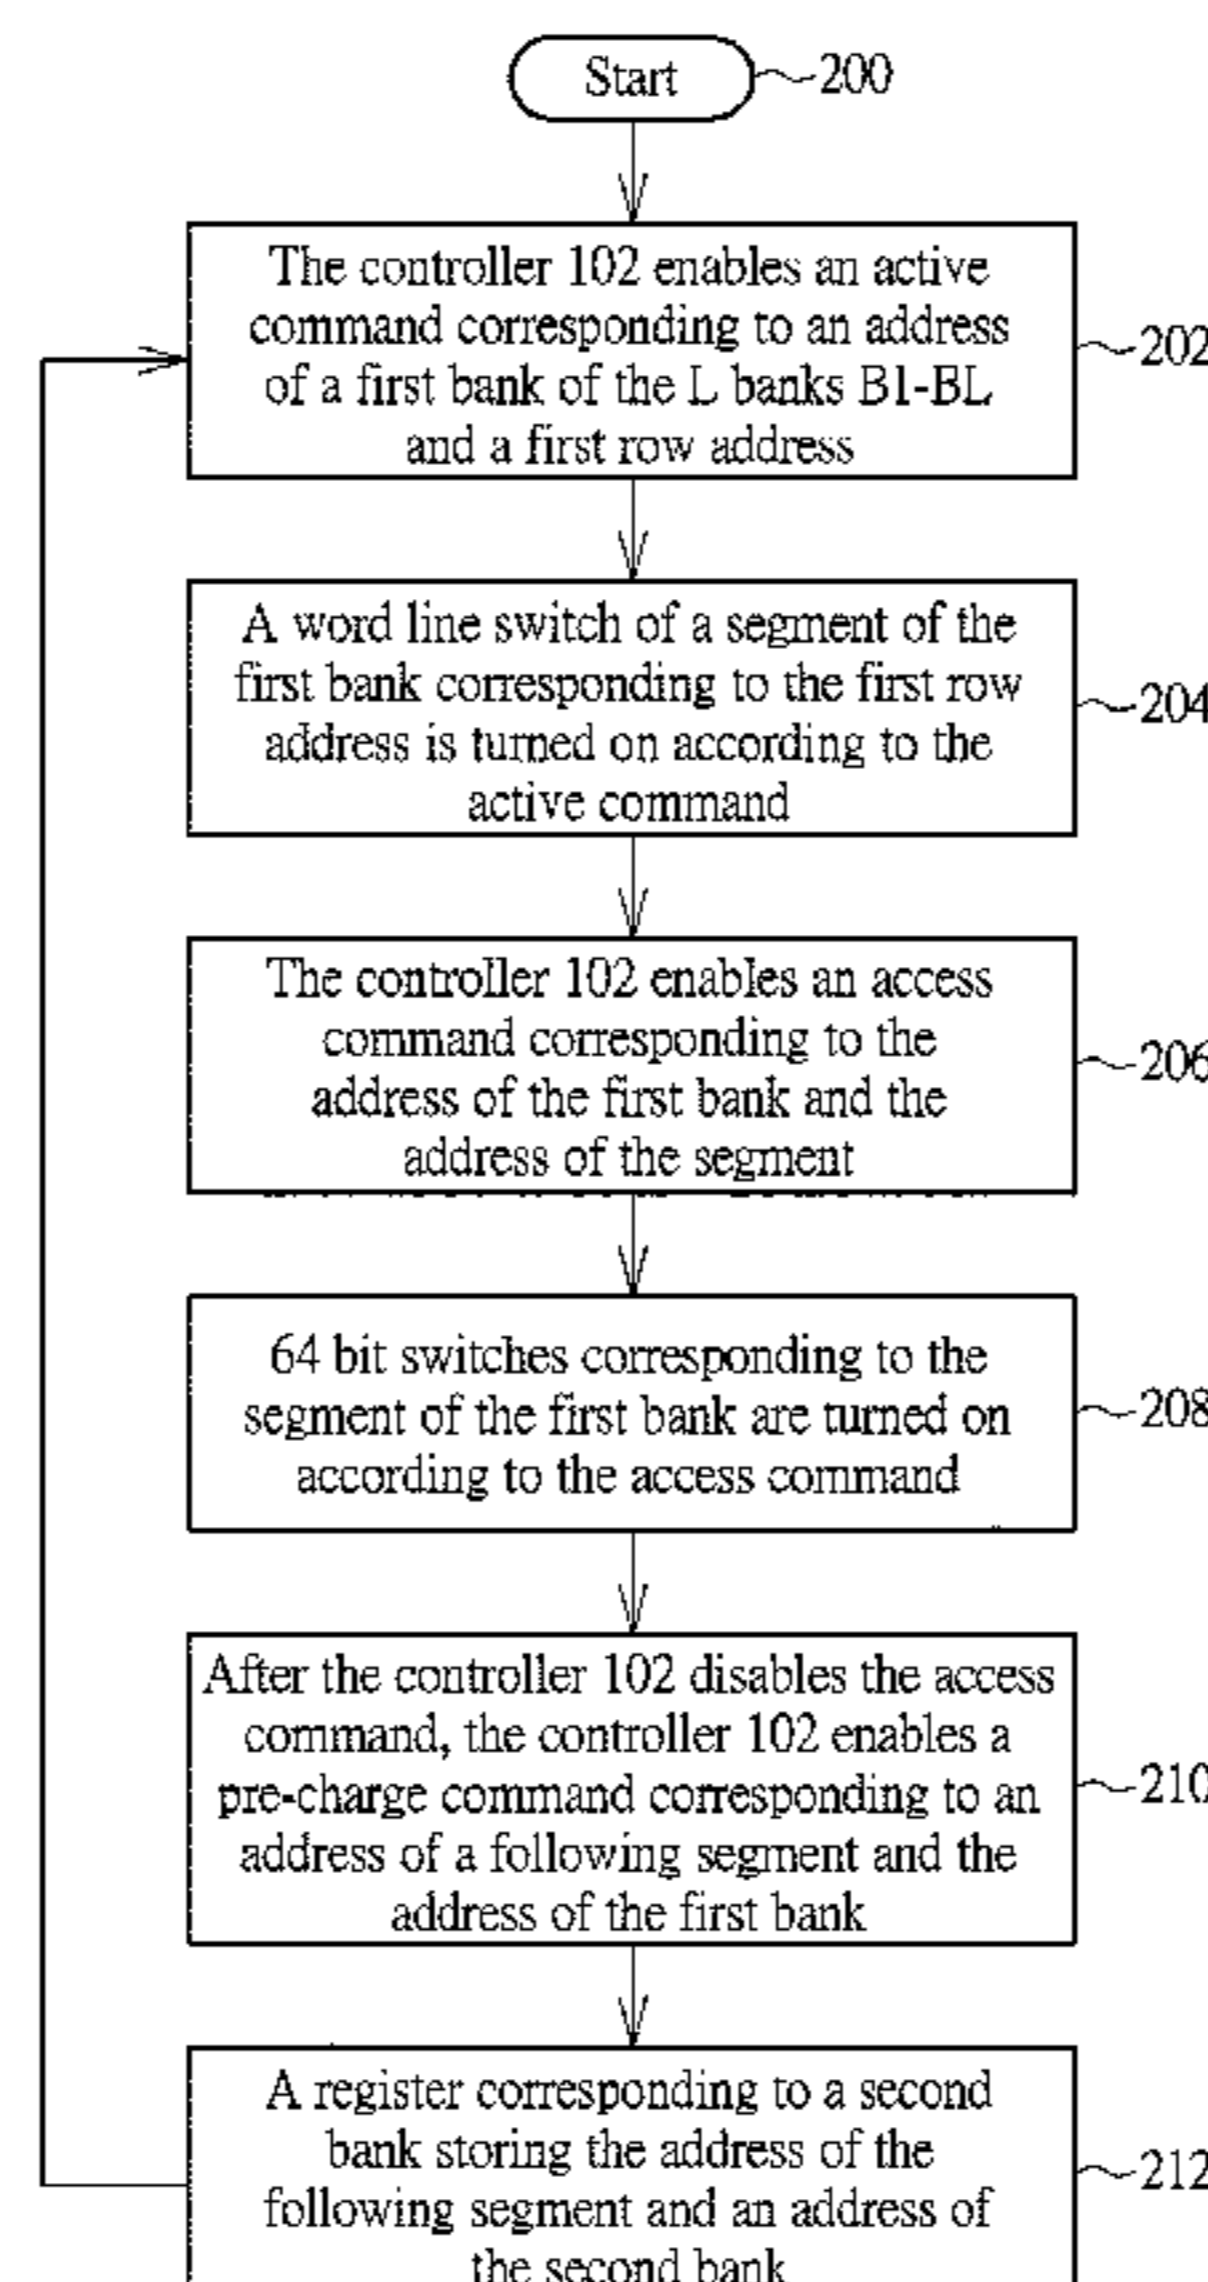 Start
200
The controller 102 enables an active
command corresponding to an address
of a first bank of the L banks B1-BL
and a first row address
202
A word line switch of a segment of the
first bank corresponding to the first row
address is turned on according to the
active command
204
The controller 102 enables an access
command corresponding to the
address of the first bank and the
address of the segment
206
64 bit switches corresponding to the
segment of the first bank are turned on
according to the access command
208
After the controller 102 disables the access
command, the controller 102 enables a
pre-charge command corresponding to an
address of a following segment and the
address of the first bank
210
A register corresponding to a second
bank storing the address of the
following segment and an address of
the second bank
212